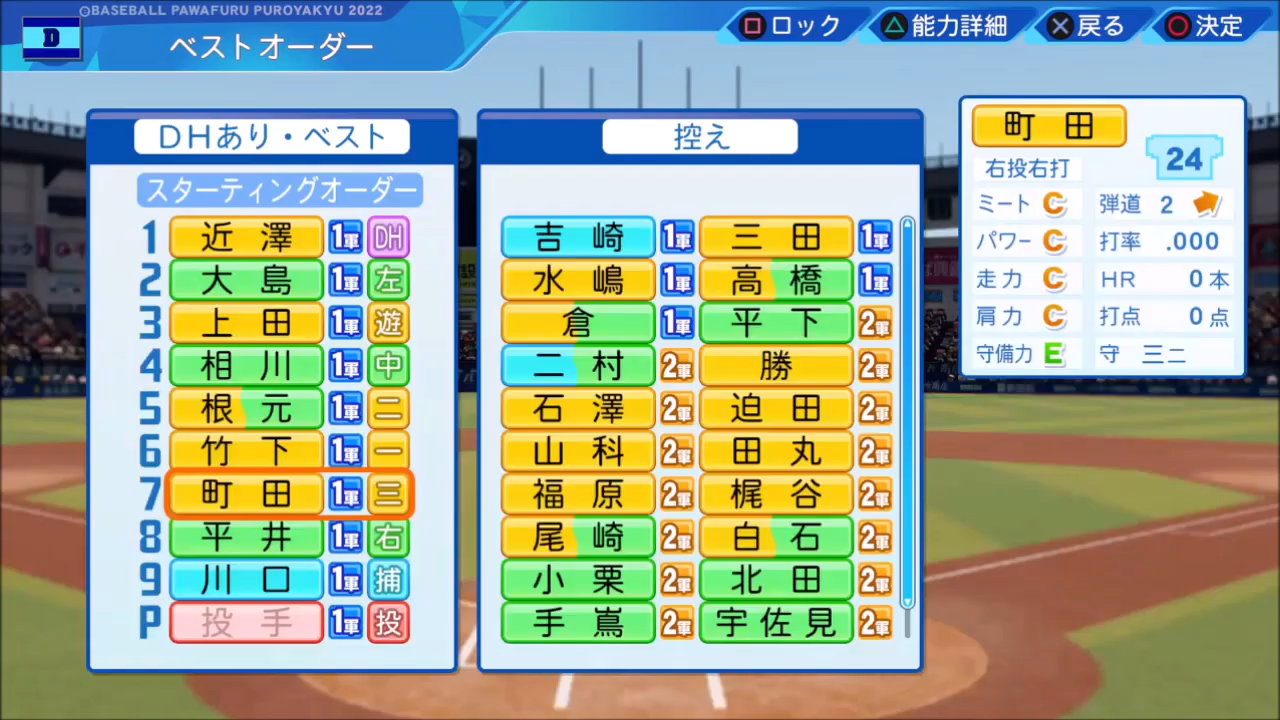 ©BASEBALL PAWAFURU PUROYAKYU 2022
D
ベストオーダー
ロック
能力詳細
戻る
決定
DHあり・ベスト
スターティングオーダー
1 近澤 1軍 DH
2 大島 1軍 左
3 上田 1軍 遊
4 相川 1軍 中
5 根元 1軍 二
6 竹下 1軍 一
7 町田 1軍 三
8 平井 1軍 右
9 川口 1軍 捕
P 投手 1軍 投
控え
吉崎 1軍 三田 1軍
水嶋 1軍 高橋 1軍
倉 1軍 平下 2軍
二村 2軍 勝 2軍
石澤 2軍 迫田 2軍
山科 2軍 田丸 2軍
福原 2軍 梶谷 2軍
尾崎 2軍 白石 2軍
小栗 2軍 北田 2軍
手嶌 2軍 宇佐見 2軍
町田
右投右打
24
ミート C 弾道 2
パワー C 打率 .000
走力 C HR 0本
肩力 C 打点 0点
守備力 E 守 三二